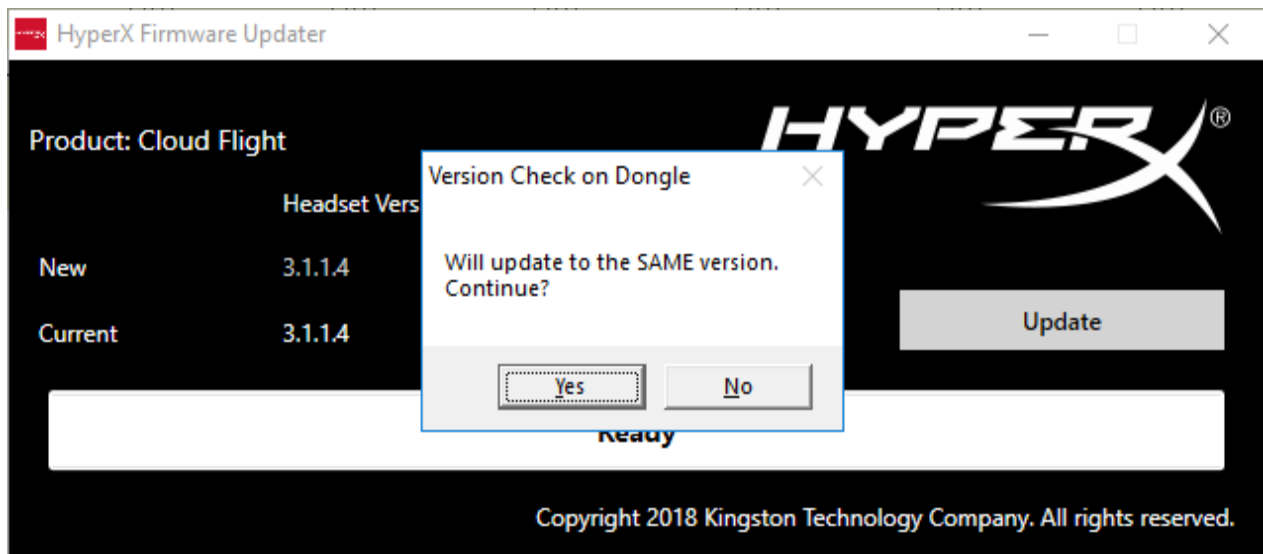 HyperX Firmware Updater
HYPERX®
Product: Cloud Flight
Version Check on Dongle
Headset Vers
Will update to the SAME version.
Continue?
New 3.1.1.4
Current 3.1.1.4
Update
Yes No
Ready
Copyright 2018 Kingston Technology Company. All rights reserved.